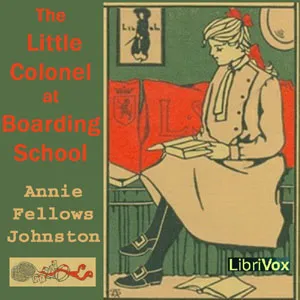 The
Little
Colonel
at
Boarding
School
Annie
Fellows
Johnston
LibriVox